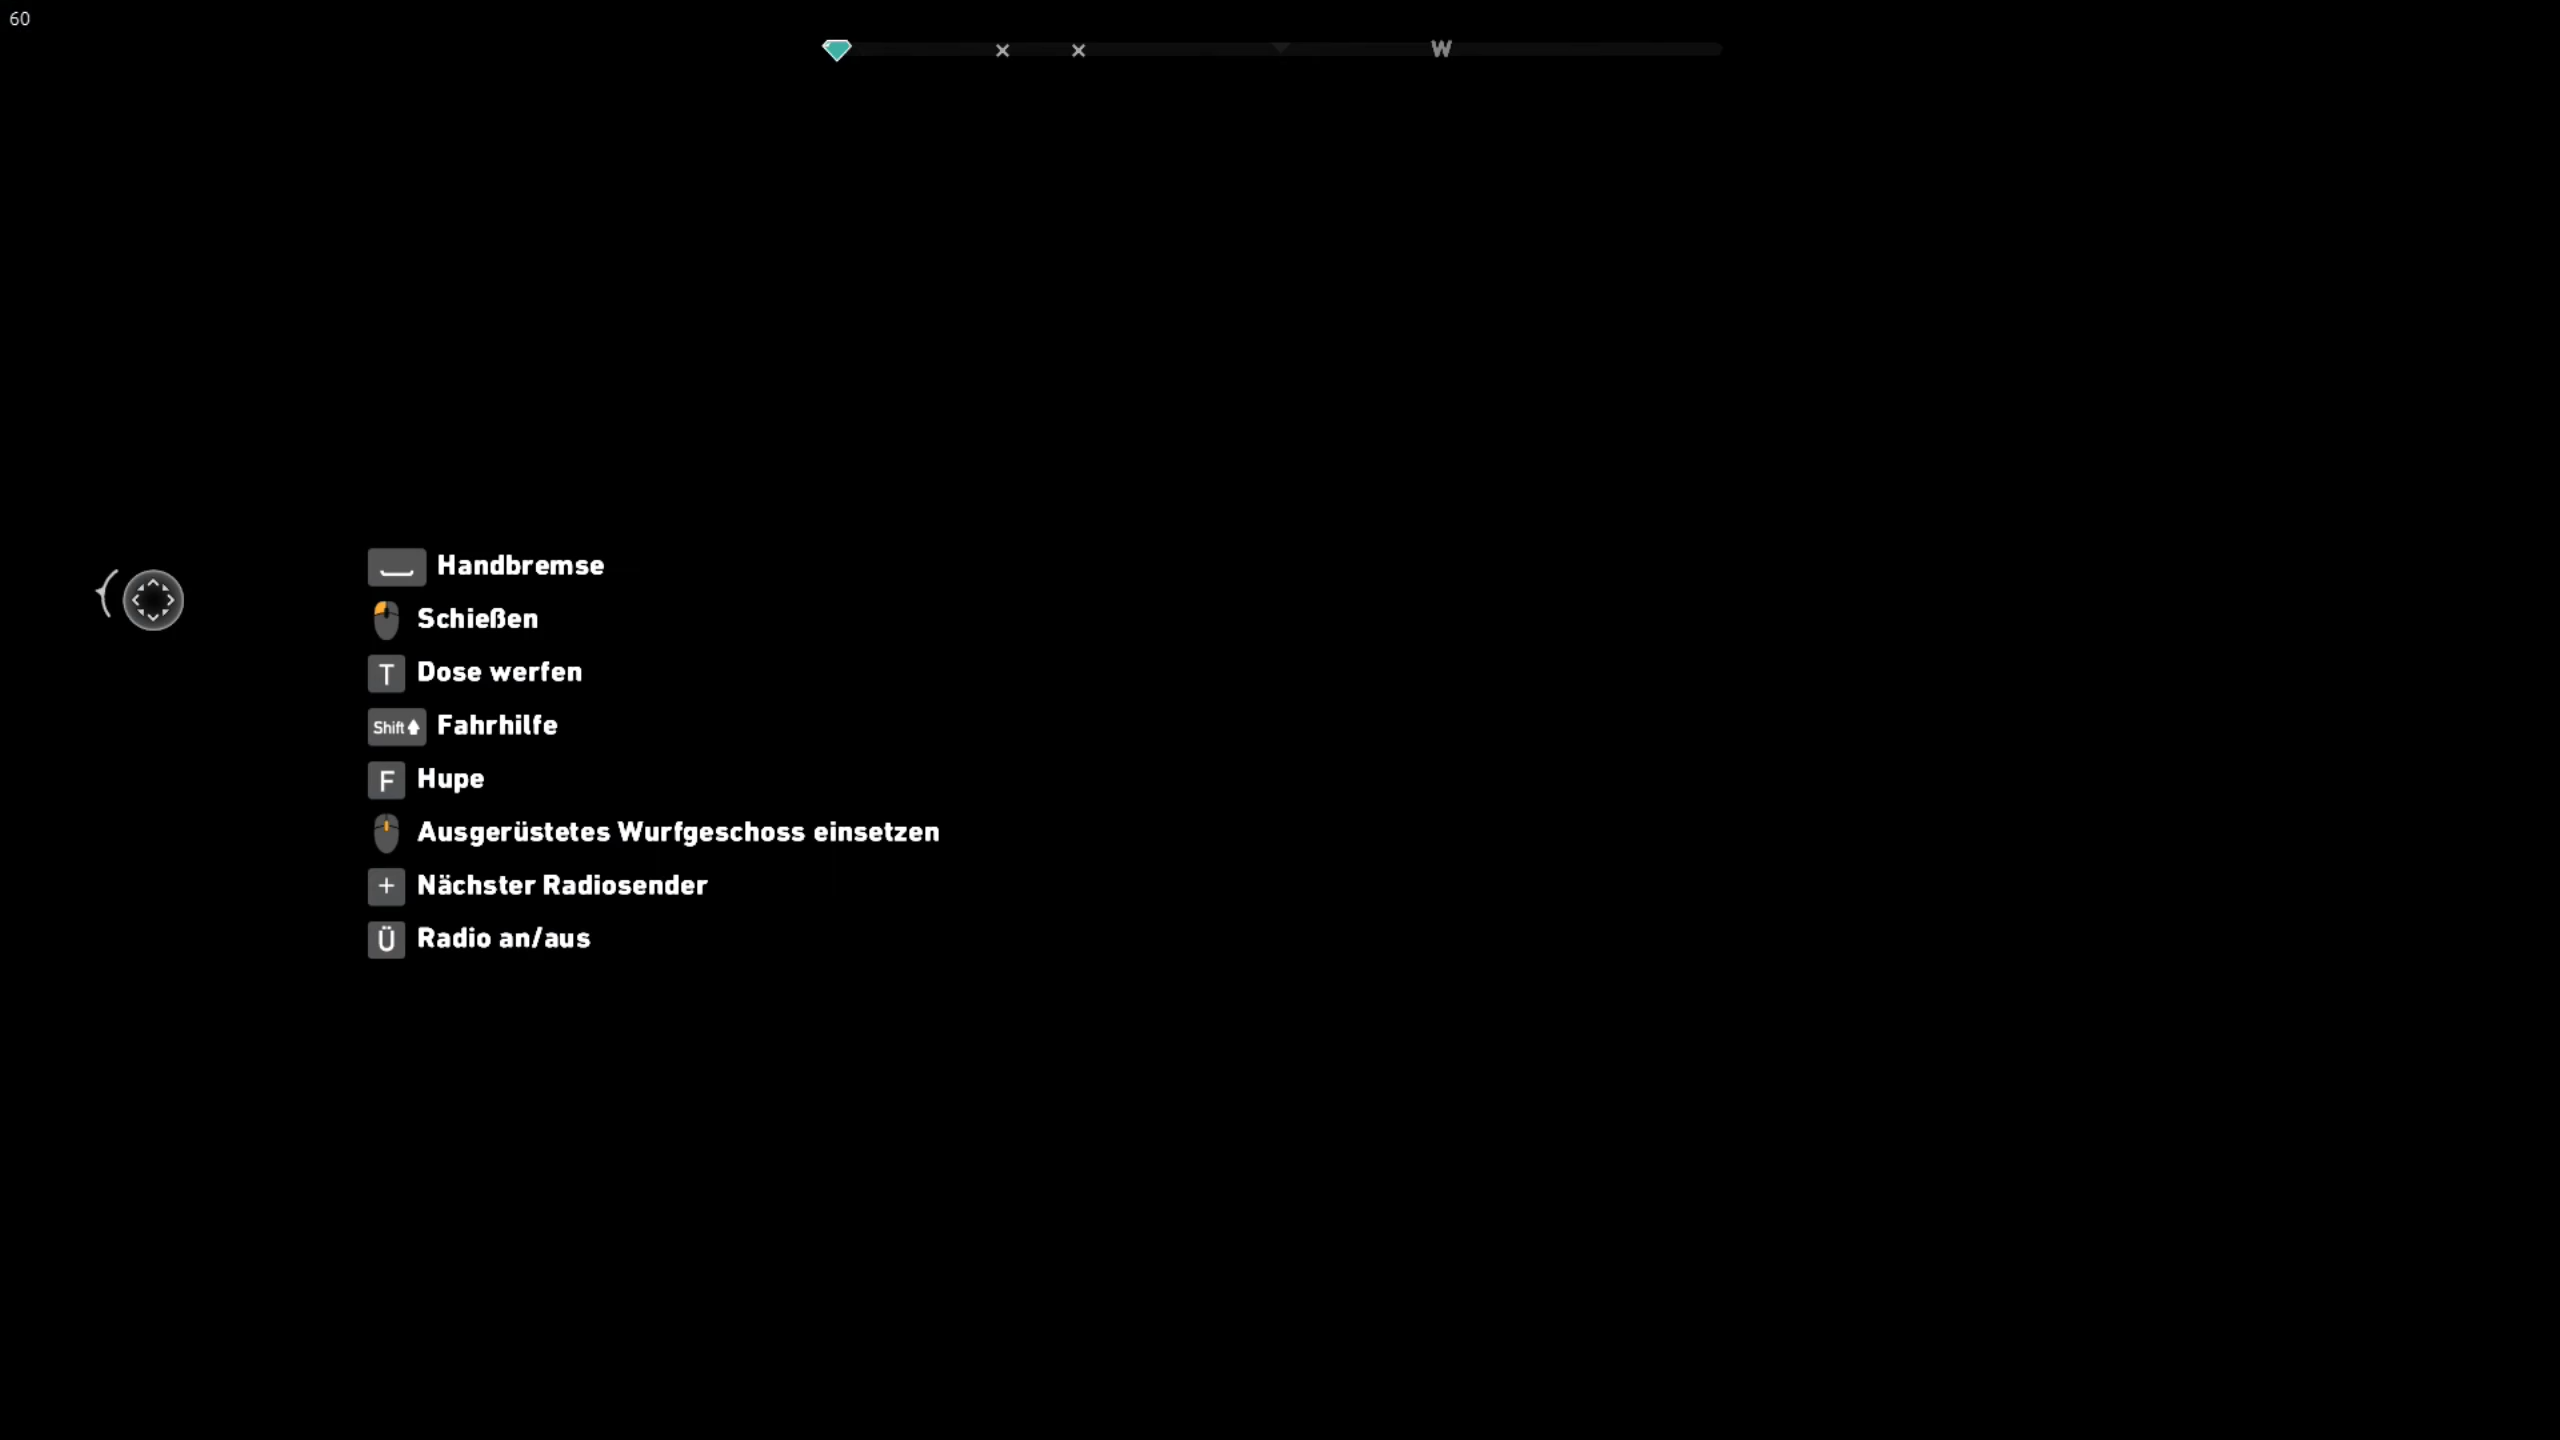 60
W
Handbremse
Schießen
T Dose werfen
Shift Fahrhilfe
F Hupe
Ausgerüstetes Wurfgeschoss einsetzen
+ Nächster Radiosender
Ü Radio an/aus